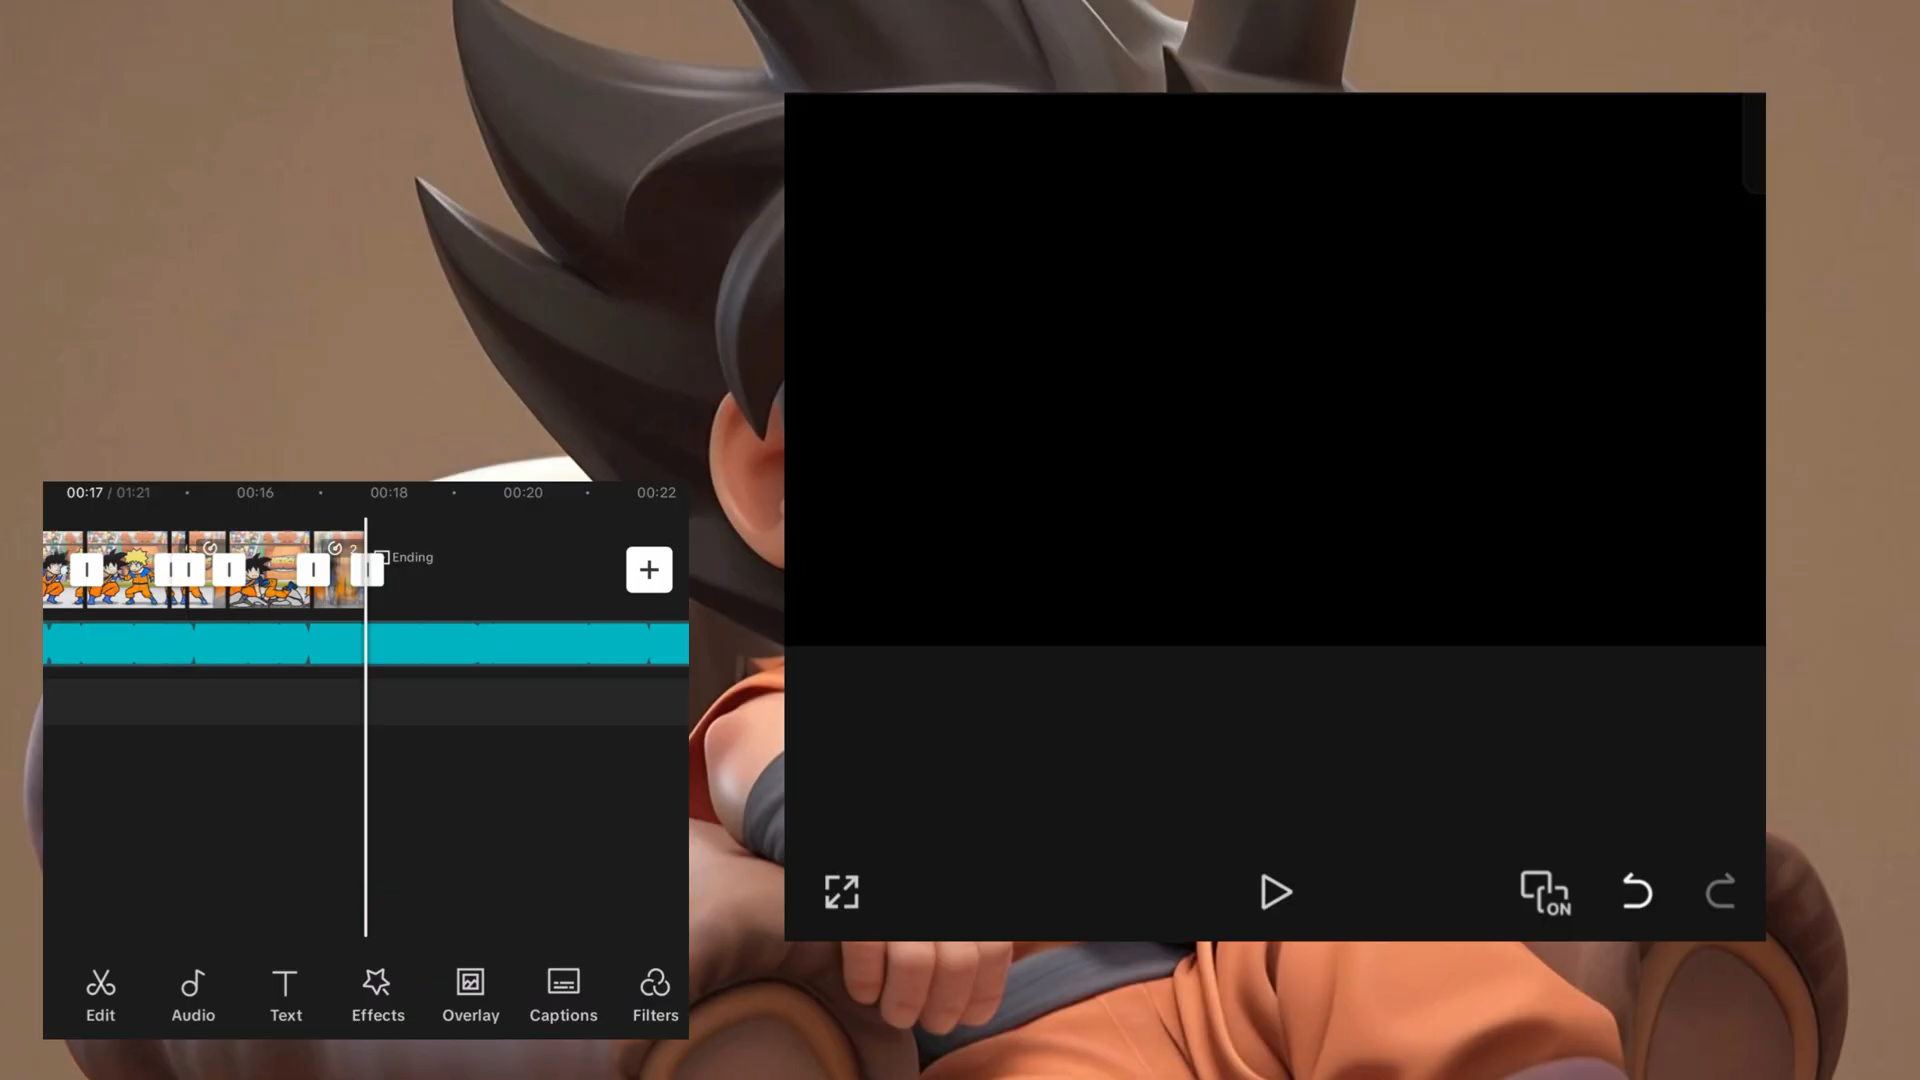 00:17 / 01:21 00:16 00:18 00:20 00:22
2
Ending
ON
Edit Audio Text Effects Overlay Captions Filters